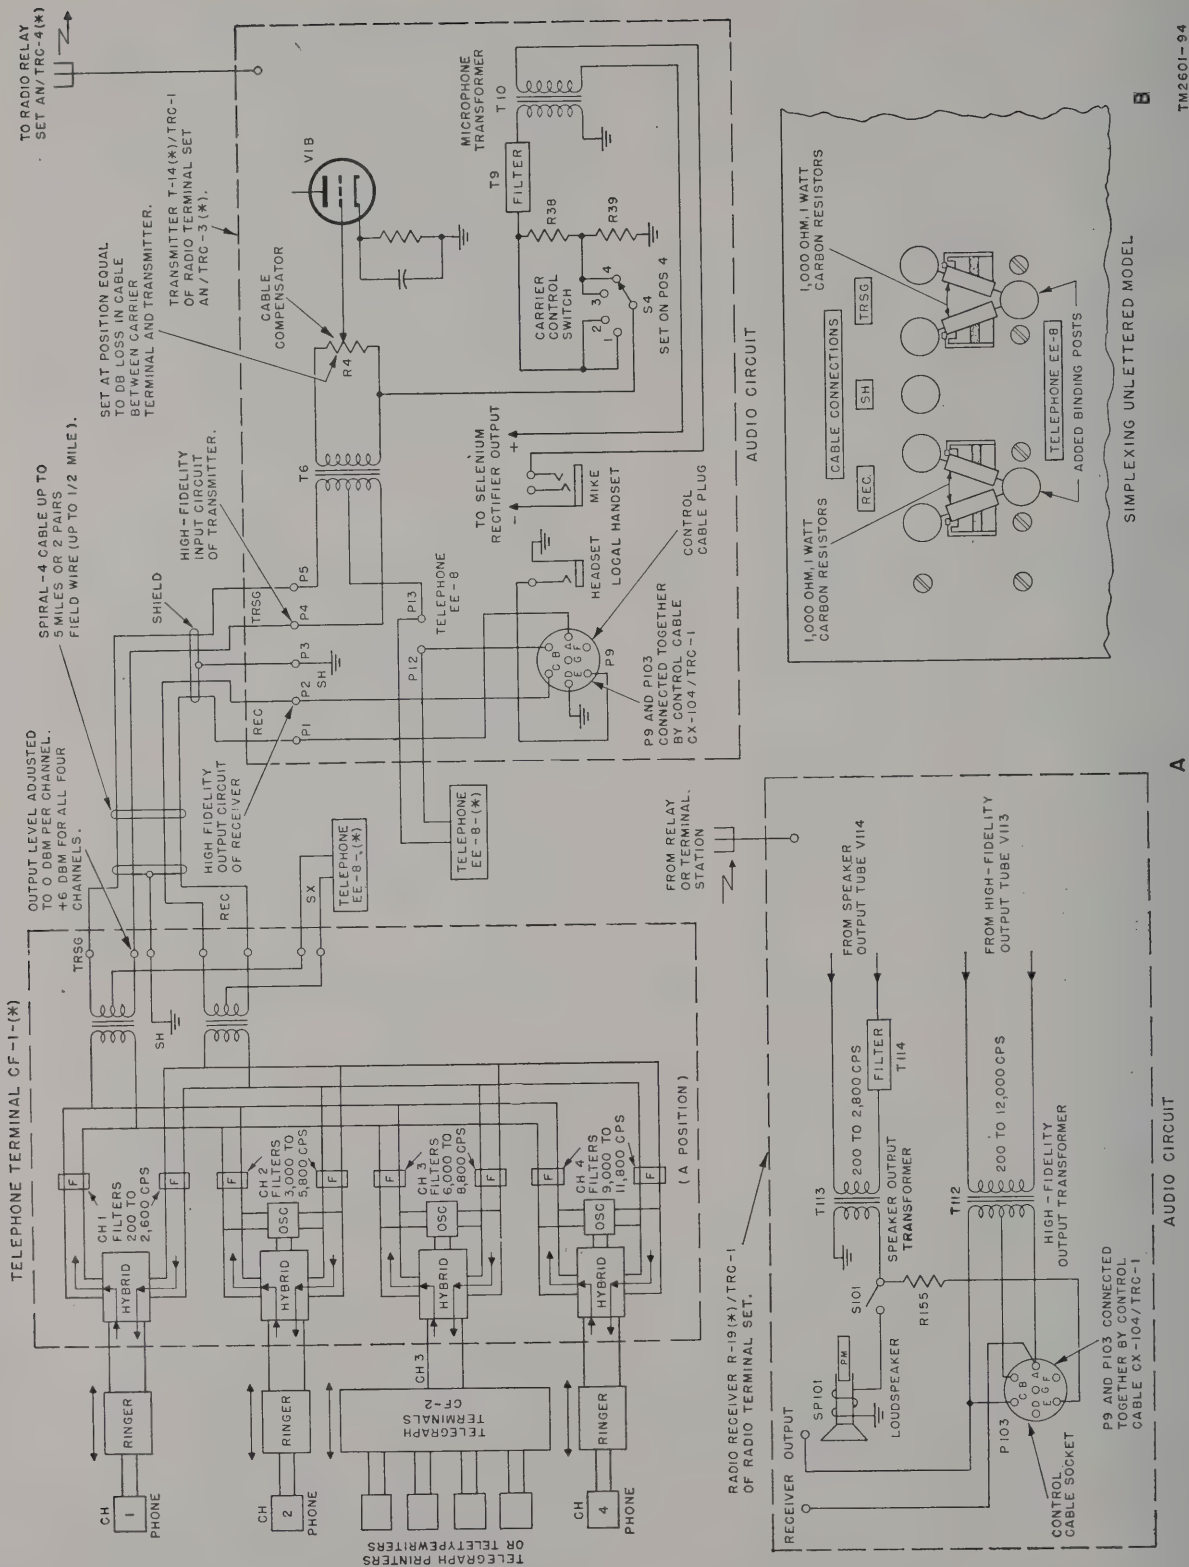 TELEPHONE TERMINAL CF-1-(*)
CH
1
PHONE
RINGER
HYBRID
CH 1
FILTERS
200 TO
2,600 CPS
F
F
CH
2
PHONE
RINGER
HYBRID
OSC
CH 2
FILTERS
3,000 TO
5,800 CPS
F
F
TELEGRAPH PRINTERS
OR TELETYPEWRITERS
TELEGRAPH
TERMINALS
CF-2
CH 3
HYBRID
OSC
CH 3
FILTERS
6,000 TO
8,800 CPS
F
F
CH
4
PHONE
RINGER
HYBRID
OSC
CH 4
FILTERS
9,000 TO
11,800 CPS
F
F
(A POSITION)
TRSG
SH
REC
SX
TELEPHONE
EE-8-(*)
OUTPUT LEVEL ADJUSTED
TO 0 DBM PER CHANNEL.
+6 DBM FOR ALL FOUR
CHANNELS.
SPIRAL-4 CABLE UP TO
5 MILES OR 2 PAIRS
FIELD WIRE (UP TO 1/2 MILE).
SHIELD
HIGH FIDELITY
OUTPUT CIRCUIT
OF RECEIVER
HIGH-FIDELITY
INPUT CIRCUIT
OF TRANSMITTER.
SET AT POSITION EQUAL
TO DB LOSS IN CABLE
BETWEEN CARRIER
TERMINAL AND TRANSMITTER.
TRANSMITTER T-14(*)/TRC-1
OF RADIO TERMINAL SET
AN/TRC-3(*).
TO RADIO RELAY
SET AN/TRC-4(*)
TRSG
P5
P4
P3
SH
P2
REC
P1
T6
R4
CABLE
COMPENSATOR
V1B
P13
P12
TELEPHONE
EE-8
TELEPHONE
EE-8-(*)
TO SELENIUM
RECTIFIER OUTPUT
-
+
MIKE
HEADSET
LOCAL HANDSET
CONTROL
CABLE PLUG
C B
D A
E F
G
P9
P9 AND P103
CONNECTED TOGETHER
BY CONTROL CABLE
CX-104/TRC-1
CARRIER
CONTROL
SWITCH
1
2
3
4
S4
SET ON POS 4
R38
R39
T9
FILTER
MICROPHONE
TRANSFORMER
T10
AUDIO CIRCUIT
RADIO RECEIVER R-19(*)/TRC-1
OF RADIO TERMINAL SET.
FROM RELAY
OR TERMINAL
STATION
RECEIVER OUTPUT
SP101
PM
LOUDSPEAKER
S101
T113
SPEAKER OUTPUT
TRANSFORMER
200 TO 2,800 CPS
FILTER
T114
FROM SPEAKER
OUTPUT TUBE V114
R155
T112
200 TO 12,000 CPS
HIGH-FIDELITY
OUTPUT TRANSFORMER
FROM HIGH-FIDELITY
OUTPUT TUBE V113
P103
C B
D A
E F
G
CONTROL
CABLE SOCKET
P9 AND P103 CONNECTED
TOGETHER BY CONTROL
CABLE CX-104/TRC-1
AUDIO CIRCUIT
A
1,000 OHM, 1 WATT
CARBON RESISTORS
1,000 OHM, 1 WATT
CARBON RESISTORS
CABLE CONNECTIONS
REC
SH
TRSG
TELEPHONE EE-8
ADDED BINDING POSTS
SIMPLEXING UNLETTERED MODEL
B
TM2601-94